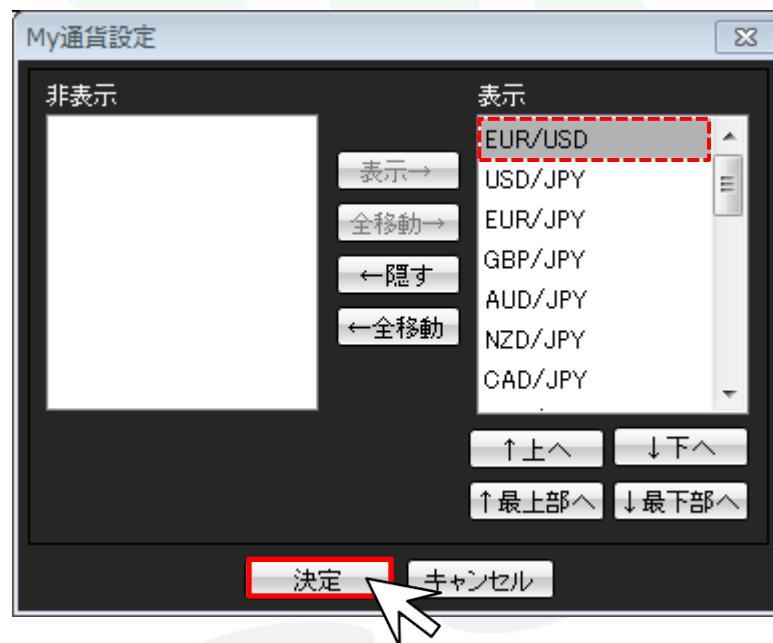 My通貨設定
非表示
表示
EUR/USD
USD/JPY
EUR/JPY
GBP/JPY
AUD/JPY
NZD/JPY
CAD/JPY
表示→
全移動→
←隠す
←全移動
↑上へ
↓下へ
↑最上部へ
↓最下部へ
決定
キャンセル